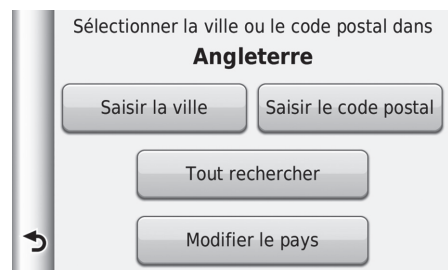 Sélectionner la ville ou le code postal dans
Angleterre
Saisir la ville
Saisir le code postal
Tout rechercher
Modifier le pays